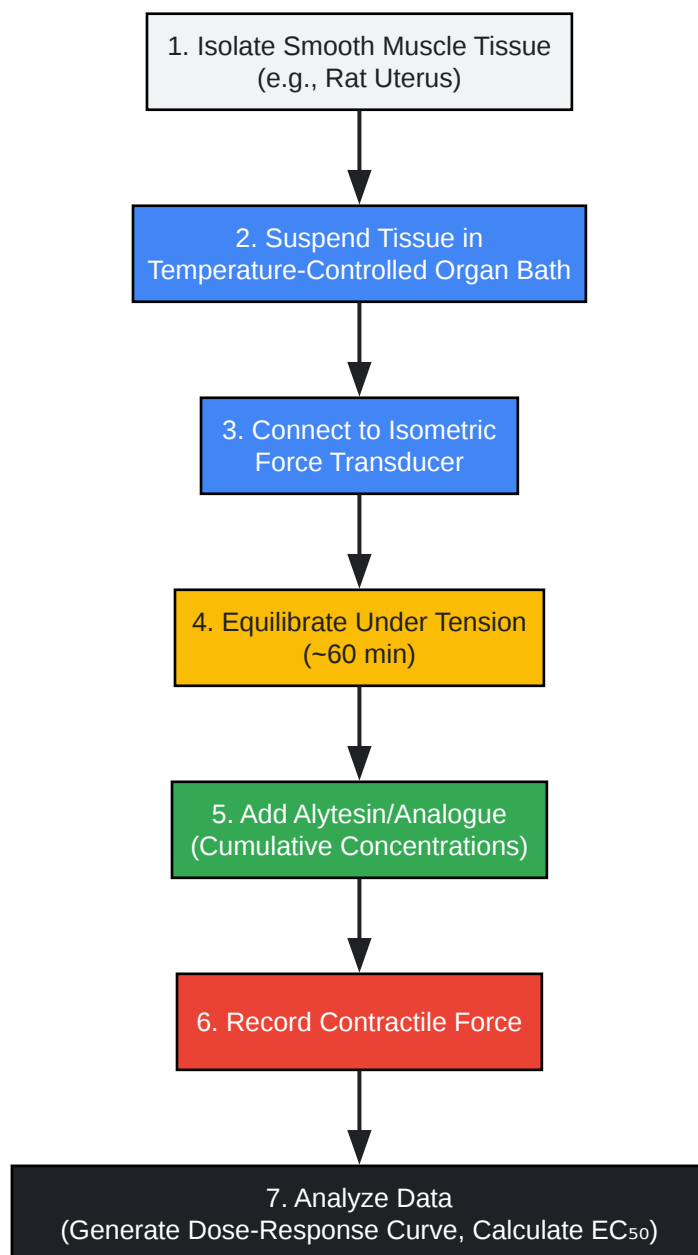 1. Isolate Smooth Muscle Tissue
(e.g., Rat Uterus)
2. Suspend Tissue in
Temperature-Controlled Organ Bath
3. Connect to Isometric
Force Transducer
4. Equilibrate Under Tension
(~60 min)
5. Add Alytesin/Analogue
(Cumulative Concentrations)
6. Record Contractile Force
7. Analyze Data
(Generate Dose-Response Curve, Calculate EC₅₀)